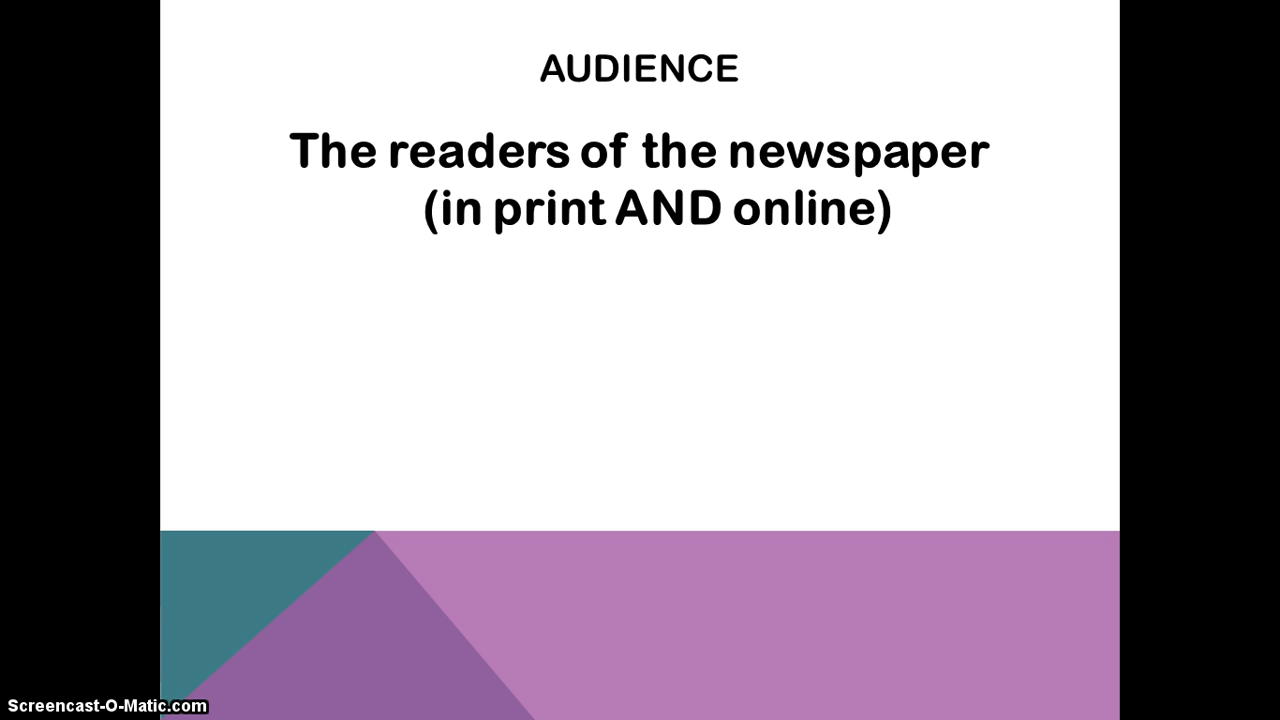 AUDIENCE
The readers of the newspaper
(in print AND online)
Screencast-O-Matic.com